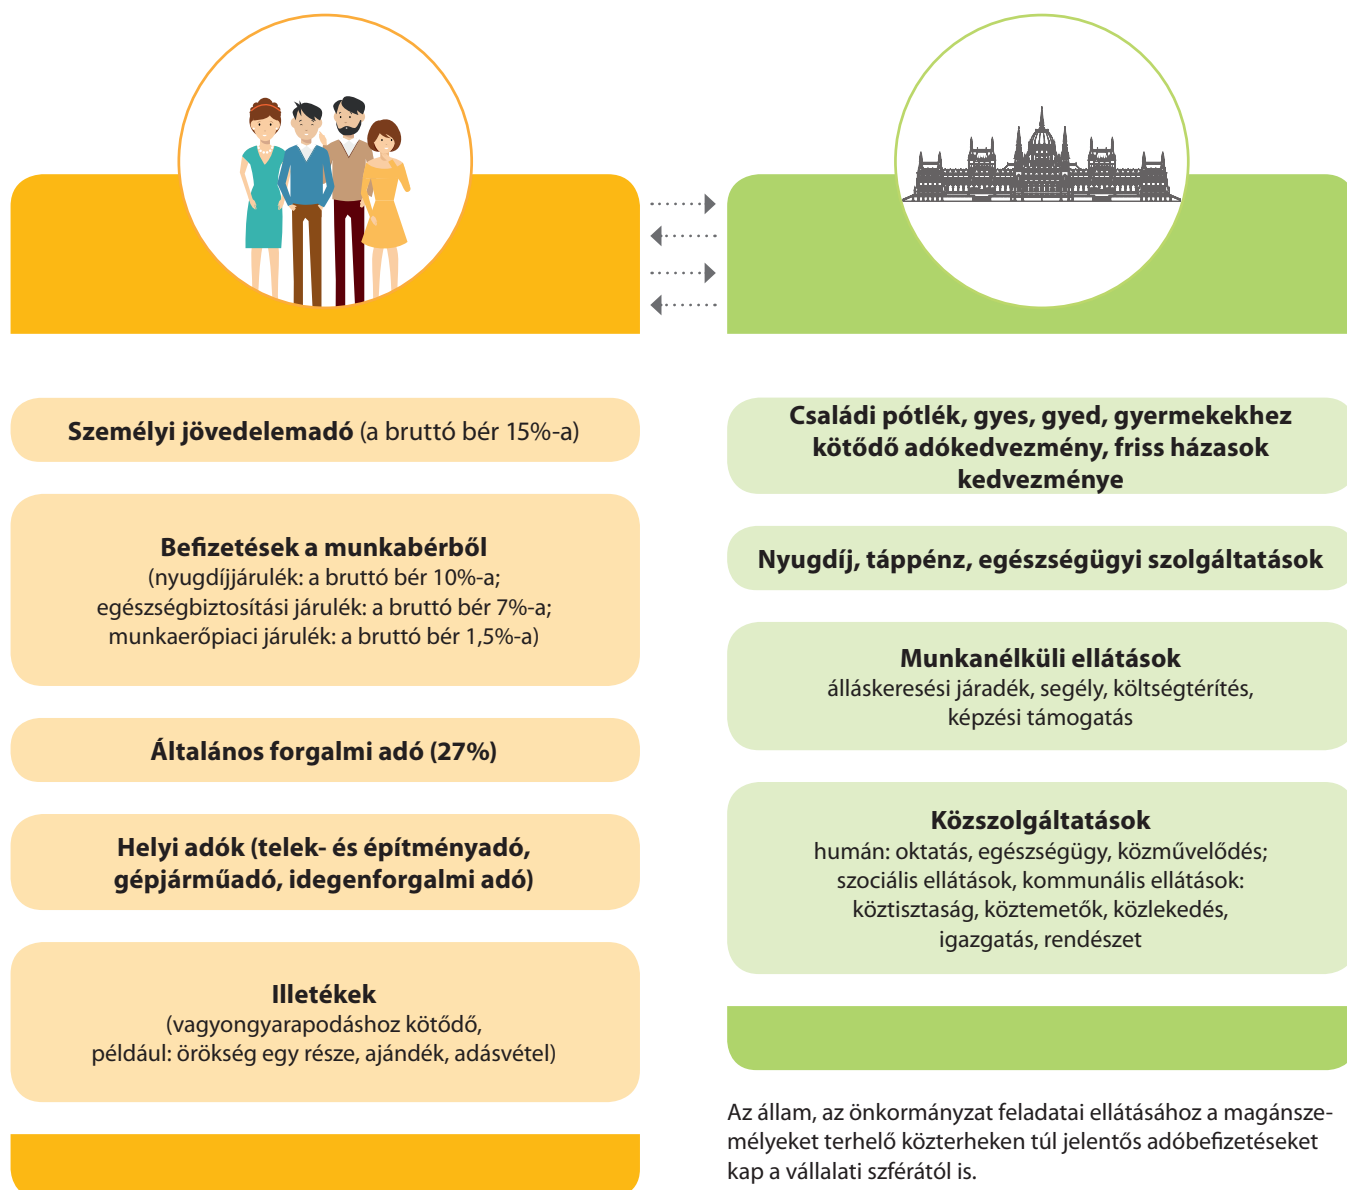 Személyi jövedelemadó (a bruttó bér 15%-a)
Befizetések a munkabérből
(nyugdíjjárulék: a bruttó bér 10%-a;
egészségbiztosítási járulék: a bruttó bér 7%-a;
munkaerőpiaci járulék: a bruttó bér 1,5%-a)
Általános forgalmi adó (27%)
Helyi adók (telek- és építményadó,
gépjárműadó, idegenforgalmi adó)
Illetékek
(vagyongyarapodáshoz kötődő,
például: örökség egy része, ajándék, adásvétel)
Családi pótlék, gyes, gyed, gyermekekhez
kötődő adókedvezmény, friss házasok
kedvezménye
Nyugdíj, táppénz, egészségügyi szolgáltatások
Munkanélküli ellátások
álláskeresési járadék, segély, költségtérítés,
képzési támogatás
Közszolgáltatások
humán: oktatás, egészségügy, közművelődés;
szociális ellátások, kommunális ellátások:
köztisztaság, köztemetők, közlekedés,
igazgatás, rendészet
Az állam, az önkormányzat feladatai ellátásához a magánsze-
mélyeket terhelő közterheken túl jelentős adóbefizetéseket
kap a vállalati szférától is.